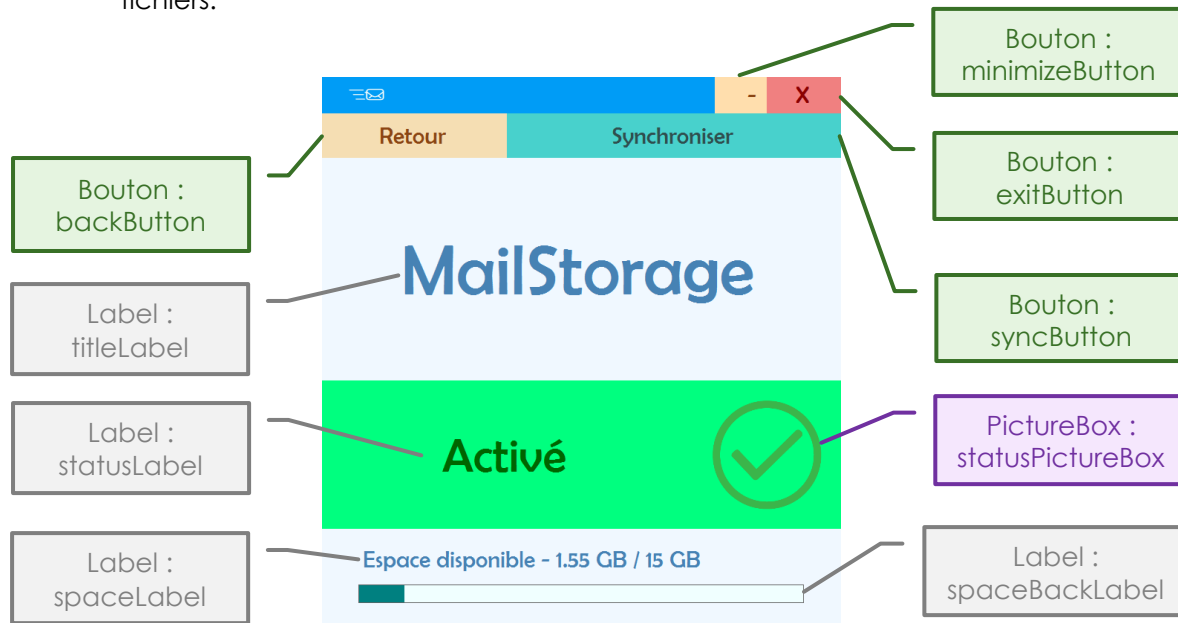 fichiers.
Bouton :
minimizeButton
- X
Retour Synchroniser
Bouton :
exitButton
Bouton :
backButton
MailStorage
Label :
titleLabel
Bouton :
syncButton
Activé
Label :
statusLabel
PictureBox :
statusPictureBox
Espace disponible - 1.55 GB / 15 GB
Label :
spaceLabel
Label :
spaceBackLabel